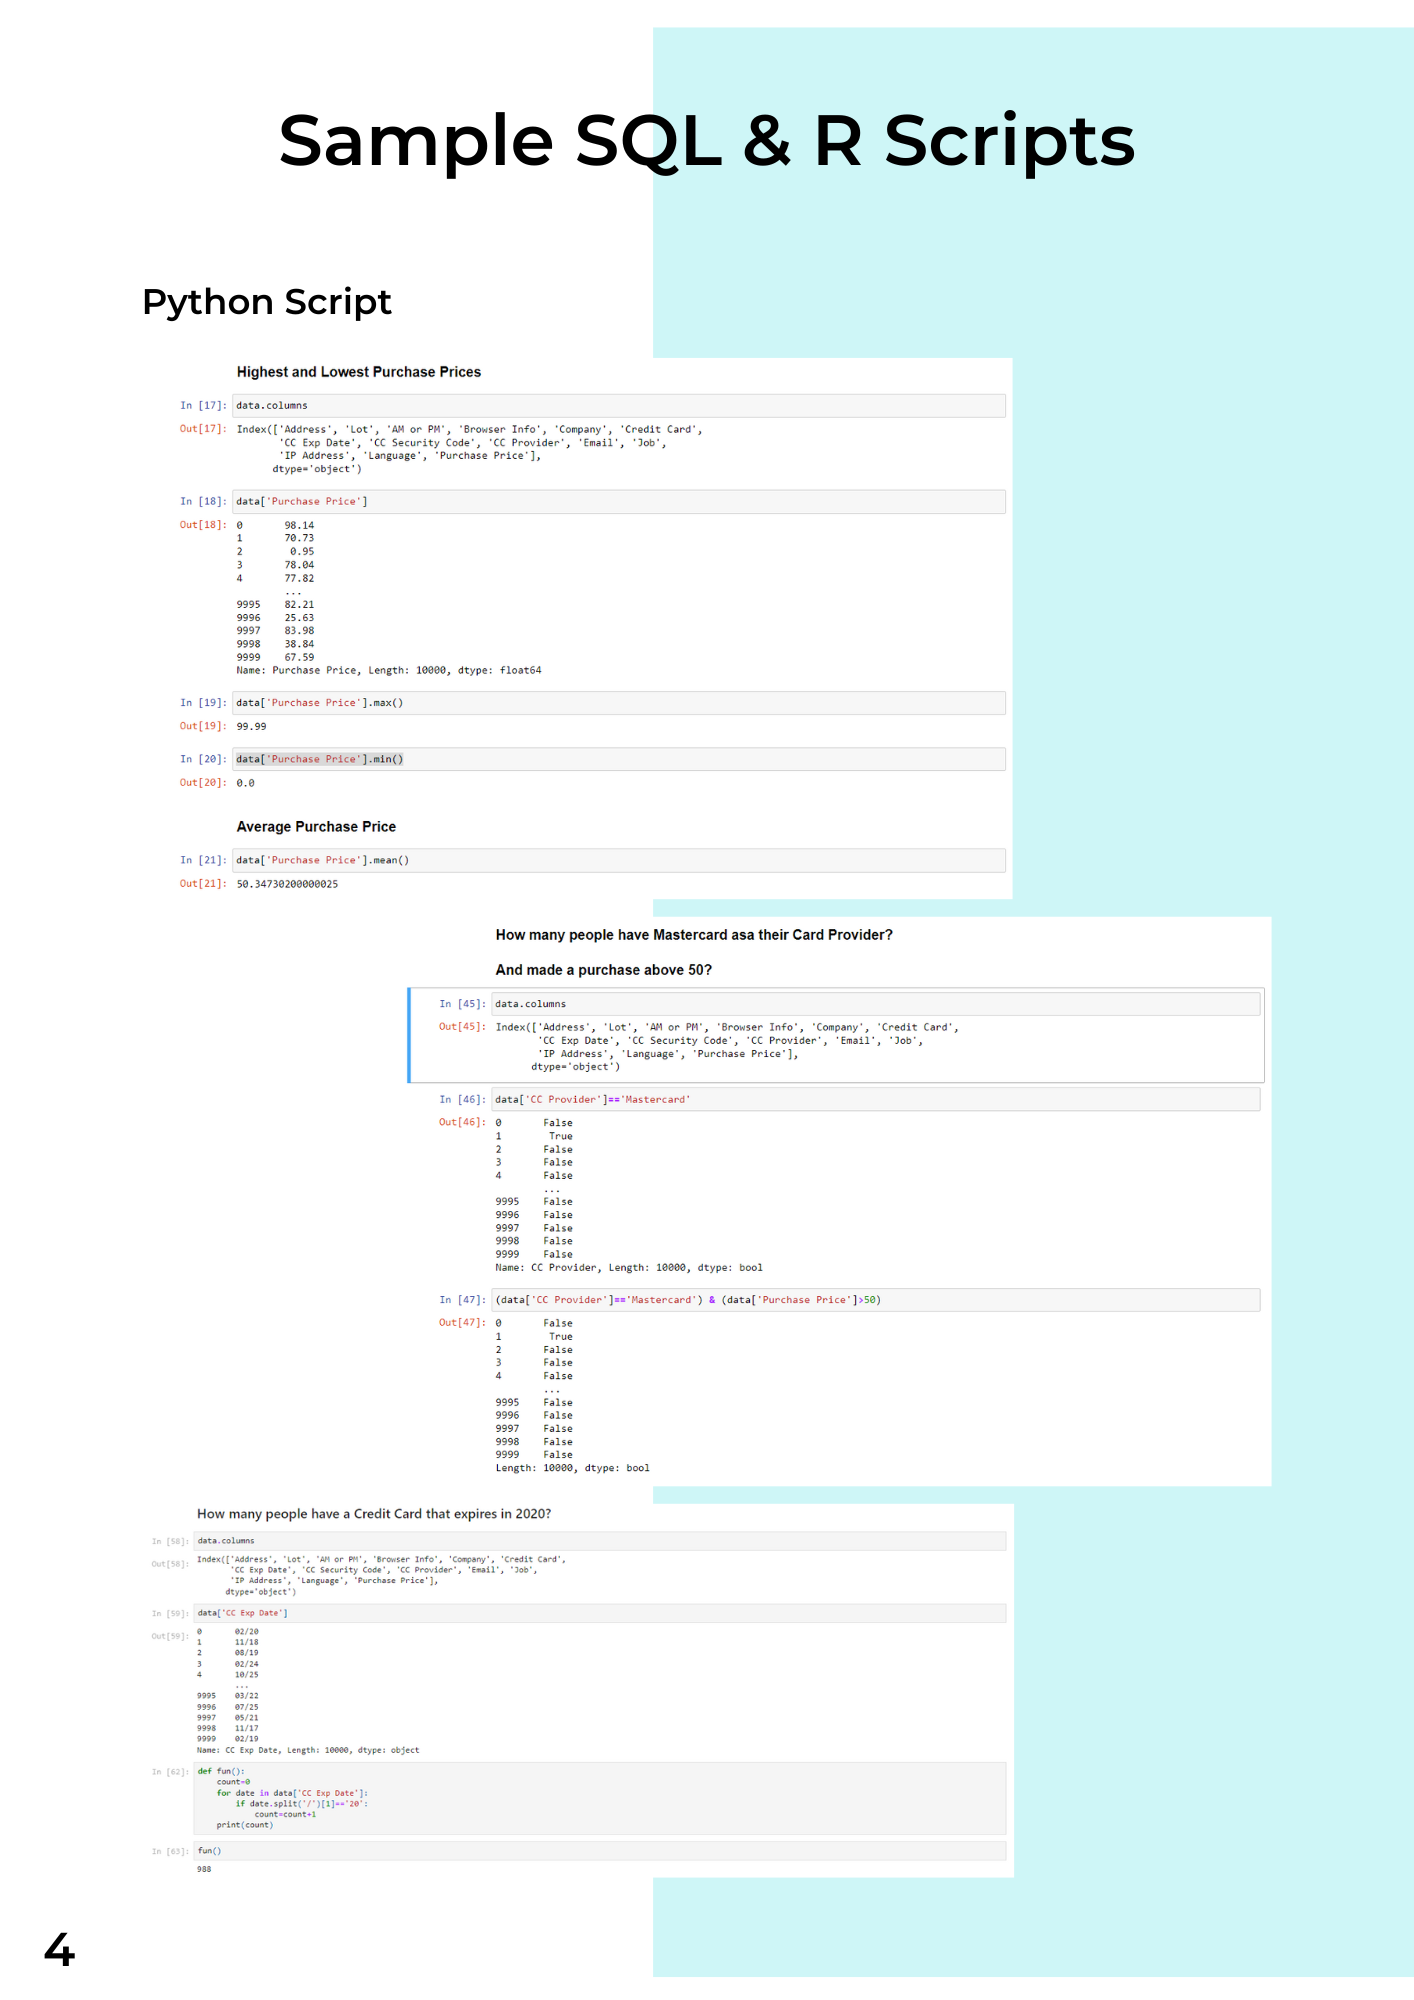 Sample SQL & R Scripts
Python Script
Highest and Lowest Purchase Prices
In [17]: data.columns
Out[17]: Index(['Address', 'Lot', 'AM or PM', 'Browser Info', 'Company', 'Credit Card',
'CC Exp Date', 'CC Security Code', 'CC Provider', 'Email', 'Job',
'IP Address', 'Language', 'Purchase Price'],
dtype='object')
In [18]: data['Purchase Price']
Out[18]: 0 98.14
1 70.73
2 0.95
3 78.04
4 77.82
...
9995 82.21
9996 25.63
9997 83.98
9998 38.84
9999 67.59
Name: Purchase Price, Length: 10000, dtype: float64
In [19]: data['Purchase Price'].max()
Out[19]: 99.99
In [20]: data['Purchase Price'].min()
Out[20]: 0.0
Average Purchase Price
In [21]: data['Purchase Price'].mean()
Out[21]: 50.34730200000025
How many people have Mastercard asa their Card Provider?
And made a purchase above 50?
In [45]: data.columns
Out[45]: Index(['Address', 'Lot', 'AM or PM', 'Browser Info', 'Company', 'Credit Card',
'CC Exp Date', 'CC Security Code', 'CC Provider', 'Email', 'Job',
'IP Address', 'Language', 'Purchase Price'],
dtype='object')
In [46]: data['CC Provider']=='Mastercard'
Out[46]: 0 False
1 True
2 False
3 False
4 False
...
9995 False
9996 False
9997 False
9998 False
9999 False
Name: CC Provider, Length: 10000, dtype: bool
In [47]: (data['CC Provider']=='Mastercard') & (data['Purchase Price']>50)
Out[47]: 0 False
1 True
2 False
3 False
4 False
...
9995 False
9996 False
9997 False
9998 False
9999 False
Length: 10000, dtype: bool
How many people have a Credit Card that expires in 2020?
In [58]: data.columns
Out[58]: Index(['Address', 'Lot', 'AM or PM', 'Browser Info', 'Company', 'Credit Card',
'CC Exp Date', 'CC Security Code', 'CC Provider', 'Email', 'Job',
'IP Address', 'Language', 'Purchase Price'],
dtype='object')
In [59]: data['CC Exp Date']
Out[59]: 0 02/20
1 11/18
2 08/19
3 02/24
4 10/25
...
9995 03/22
9996 07/25
9997 05/21
9998 11/17
9999 02/19
Name: CC Exp Date, Length: 10000, dtype: object
In [62]: def fun():
count=0
for date in data['CC Exp Date']:
if date.split('/')[1]=='20':
count=count+1
print(count)
In [63]: fun()
988
4